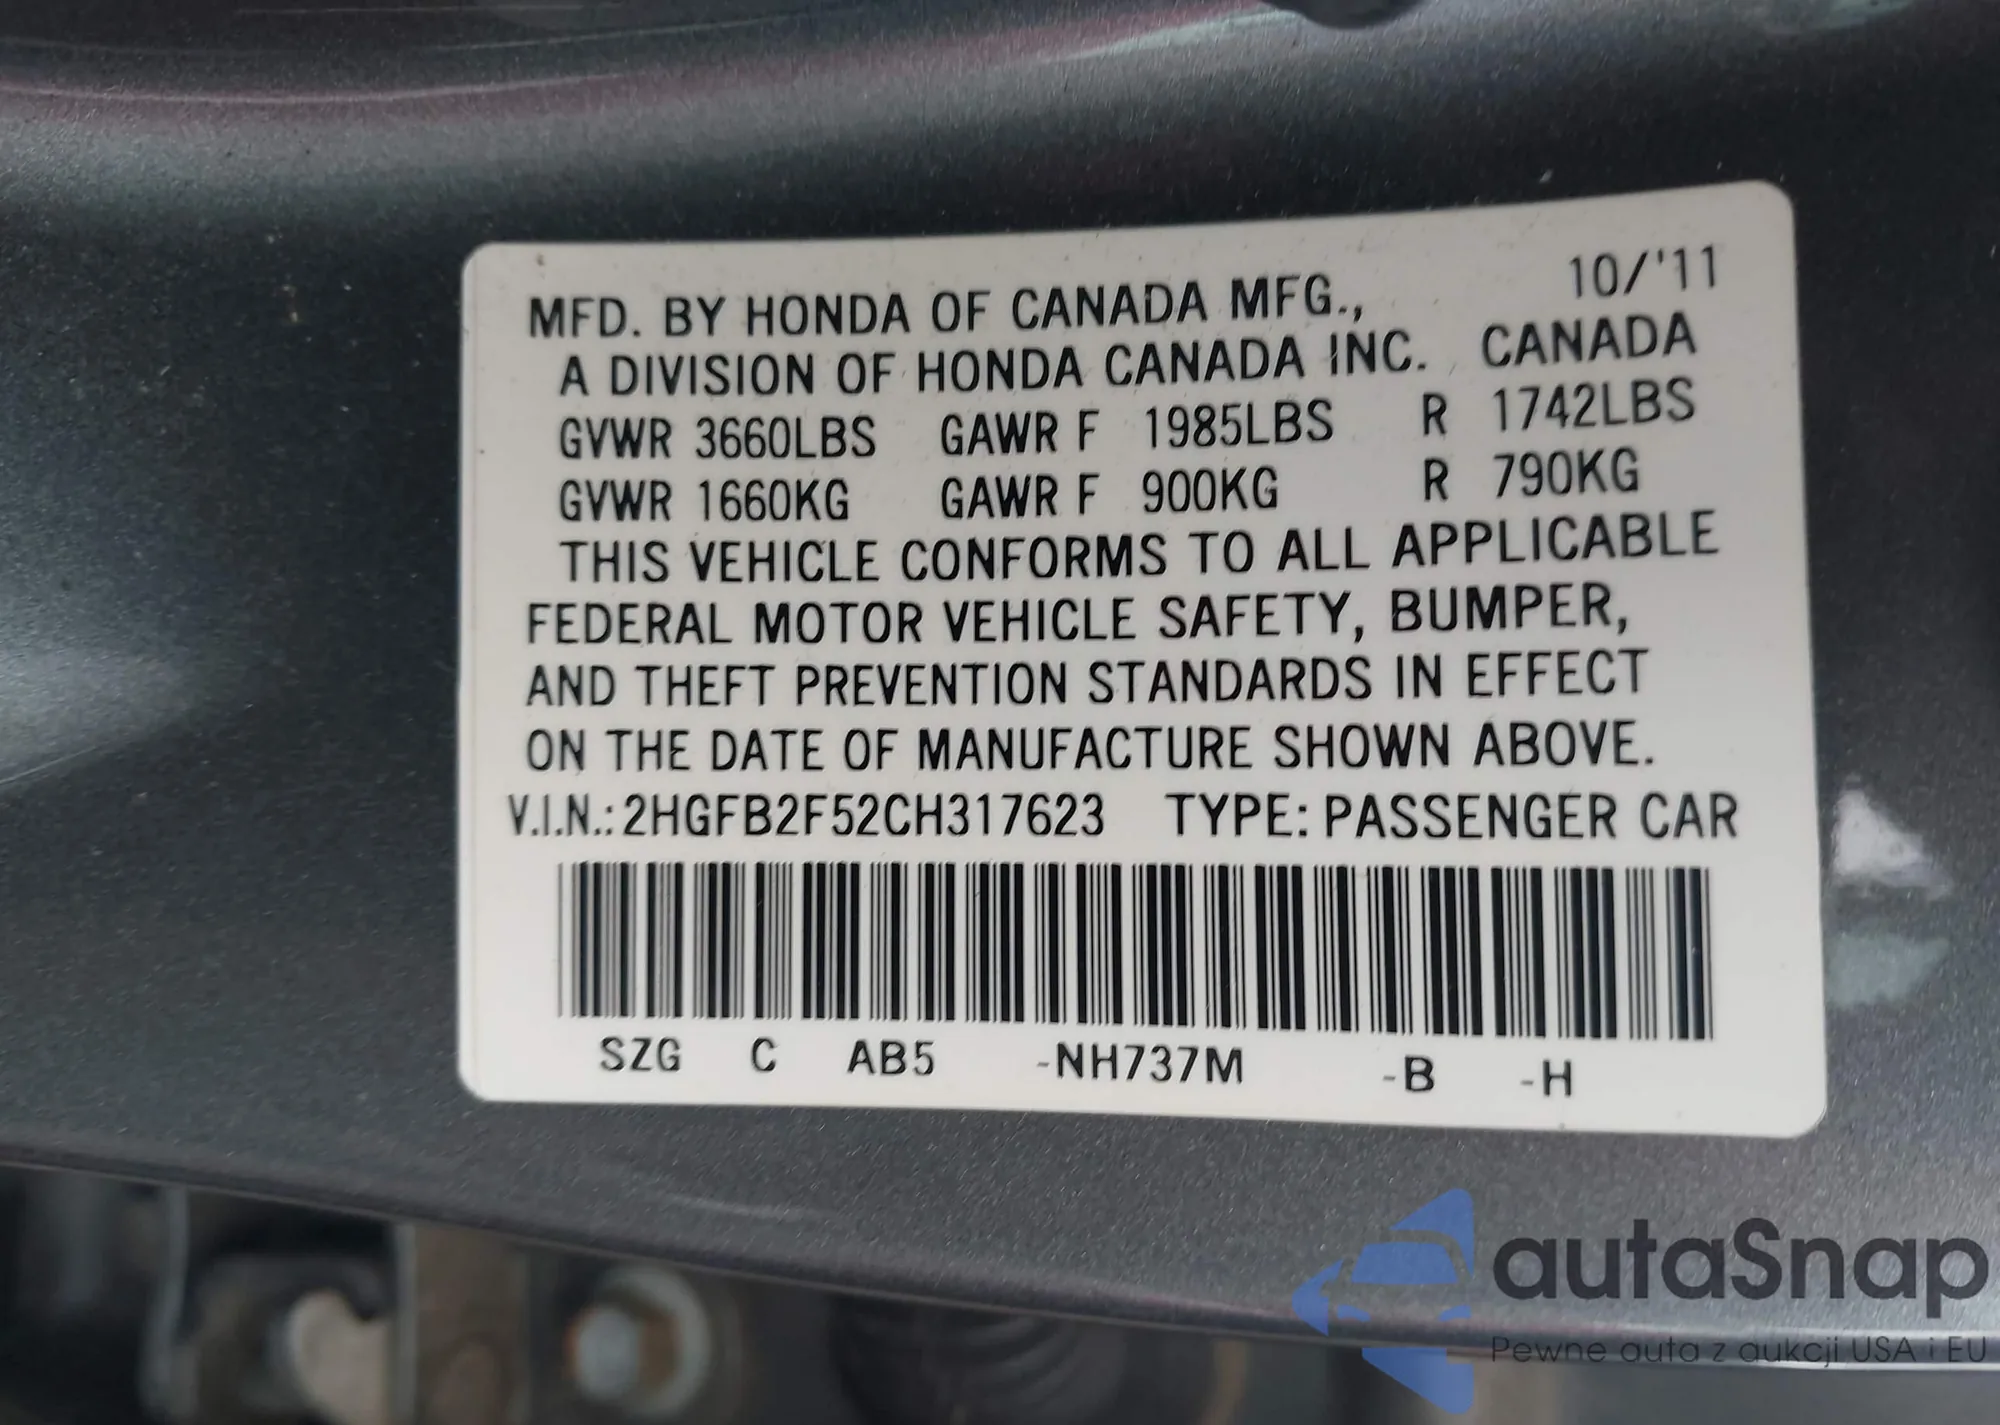 10/'11
MFD. BY HONDA OF CANADA MFG.,
A DIVISION OF HONDA CANADA INC. CANADA
GVWR 3660LBS GAWR F 1985LBS R 1742LBS
GVWR 1660KG GAWR F 900KG R 790KG
THIS VEHICLE CONFORMS TO ALL APPLICABLE
FEDERAL MOTOR VEHICLE SAFETY, BUMPER,
AND THEFT PREVENTION STANDARDS IN EFFECT
ON THE DATE OF MANUFACTURE SHOWN ABOVE.
V.I.N.: 2HGFB2F52CH317623 TYPE: PASSENGER CAR
SZG C AB5 -NH737M -B -H
autaSnap
Pewne auta z aukcji USA i EU